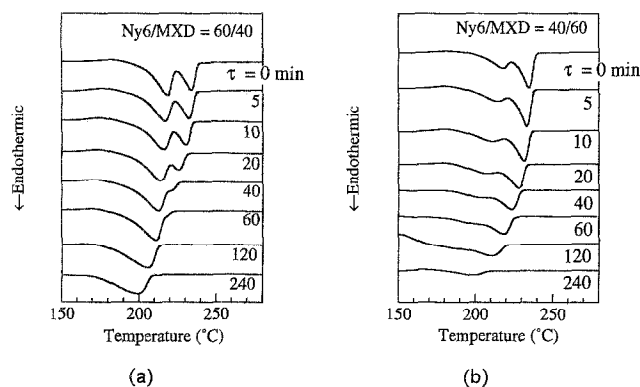 Ny6/MXD = 60/40
τ = 0 min
5
10
20
40
60
120
240
←Endothermic
150
200
250
Temperature (°C)
(a)
Ny6/MXD = 40/60
τ = 0 min
5
10
20
40
60
120
240
←Endothermic
150
200
250
Temperature (°C)
(b)